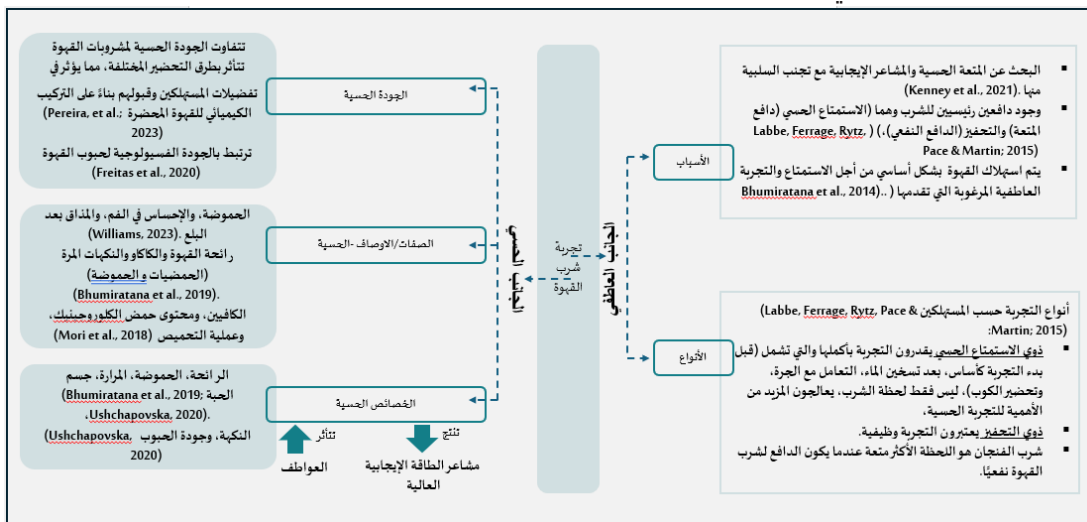 البحث عن المتعة الحسية والمشاعر الإيجابية مع تجنب السلبية
منها .(Kenney et al., 2021)
وجود دافعين رئيسيين للشرب وهما (الاستمتاع الحسي (دافع
المتعة) والتحفيز (الدافع النفعي)،) ( Labbe, Ferrage, Rytz,
Pace & Martin; 2015)
يتم استهلاك القهوة بشكل أساسي من أجل الاستمتاع والتجربة
العاطفية المرغوبة التي تقدمها ( ..Bhumiratana et al., 2014)
الأسباب
أنواع التجربة حسب المستهلكين (Labbe, Ferrage, Rytz, Pace &
Martin; 2015):
ذوي الاستمتاع الحسي يقدرون التجربة بأكملها والتي تشمل (قبل
بدء التجربة كأساس، بعد تسخين الماء، التعامل مع الجرة،
وتحضير الكوب)، ليس فقط لحظة الشرب، يعالجون المزيد من
الأهمية للتجربة الحسية،
ذوي التحفيز يعتبرون التجربة وظيفية.
شرب الفنجان هو اللحظة الأكثر متعة عندما يكون الدافع لشرب
القهوة نفعيًا.
الأنواع
الجانب العاطفي
تجربة
شرب
القهوة
الجانب الحسي
الجودة الحسية
تتفاوت الجودة الحسية لمشروبات القهوة
تتأثر بطرق التحضير المختلفة، مما يؤثر في
تفضيلات المستهلكين وقبولهم بناءً على التركيب
الكيميائي للقهوة المحضرة (Pereira, et al.;
2023)
ترتبط بالجودة الفسيولوجية لحبوب القهوة
(Freitas et al., 2020)
الصفات/الاوصاف -الحسية
الحموضة، والإحساس في الفم، والمذاق بعد
البلع .(Williams, 2023)
رائحة القهوة والكاكاو والنكهات المرة
(الحمضيات والحموضة)
(Bhumiratana et al., 2019).
الكافيين، ومحتوى حمض الكلوروجينيك،
وعملية التحميص (Mori et al., 2018)
الخصائص الحسية
الرائحة، الحموضة، المرارة، جسم
الحبة (Bhumiratana et al., 2019;
Ushchapovska, 2020).،
النكهة، وجودة الحبوب (Ushchapovska,
2020)
تتأثر
العواطف
تنتج
مشاعر الطاقة الإيجابية
العالية